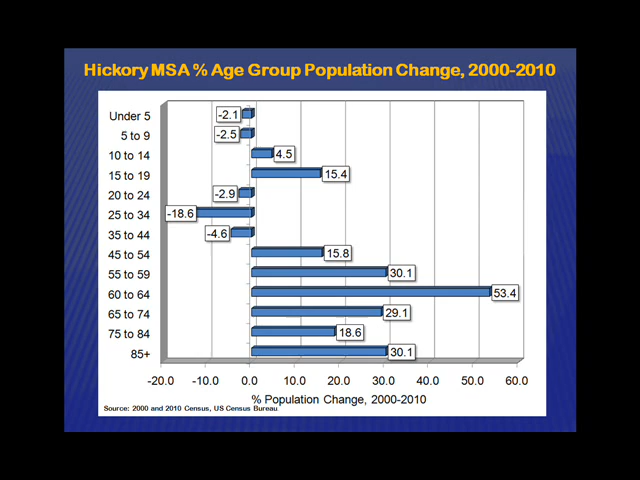 Hickory MSA % Age Group Population Change, 2000-2010
Under 5 -2.1
5 to 9 -2.5
10 to 14 4.5
15 to 19 15.4
20 to 24 -2.9
25 to 34 -18.6
35 to 44 -4.6
45 to 54 15.8
55 to 59 30.1
60 to 64 53.4
65 to 74 29.1
75 to 84 18.6
85+ 30.1
-20.0 -10.0 0.0 10.0 20.0 30.0 40.0 50.0 60.0
% Population Change, 2000-2010
Source: 2000 and 2010 Census, US Census Bureau